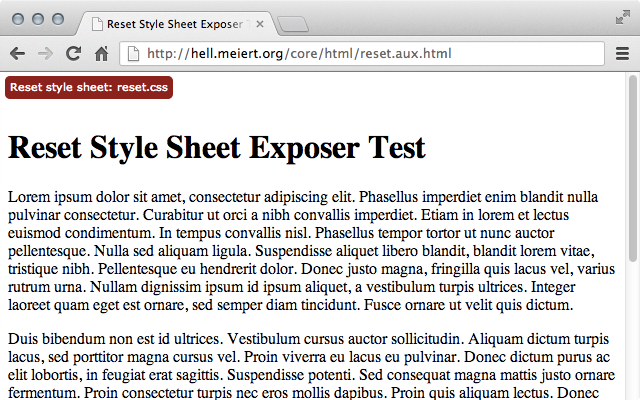 Reset Style Sheet Exposer T
http://hell.meiert.org/core/html/reset.aux.html
Reset style sheet: reset.css
Reset Style Sheet Exposer Test
Lorem ipsum dolor sit amet, consectetur adipiscing elit. Phasellus imperdiet enim blandit nulla
pulvinar consectetur. Curabitur ut orci a nibh convallis imperdiet. Etiam in lorem et lectus
euismod condimentum. In tempus convallis nisl. Phasellus tempor tortor ut nunc auctor
pellentesque. Nulla sed aliquam ligula. Suspendisse aliquet libero blandit, blandit lorem vitae,
tristique nibh. Pellentesque eu hendrerit dolor. Donec justo magna, fringilla quis lacus vel, varius
rutrum urna. Nullam dignissim ipsum id ipsum aliquet, a vestibulum turpis ultrices. Integer
laoreet quam eget est ornare, sed semper diam tincidunt. Fusce ornare ut velit quis dictum.
Duis bibendum non est id ultrices. Vestibulum cursus auctor sollicitudin. Aliquam dictum turpis
lacus, sed porttitor magna cursus vel. Proin viverra eu lacus eu pulvinar. Donec dictum purus ac
elit lobortis, in feugiat erat sagittis. Suspendisse potenti. Sed consequat magna mattis justo ornare
fermentum. Proin consectetur turpis nec eros mollis dapibus. Proin quis aliquam lectus. Donec